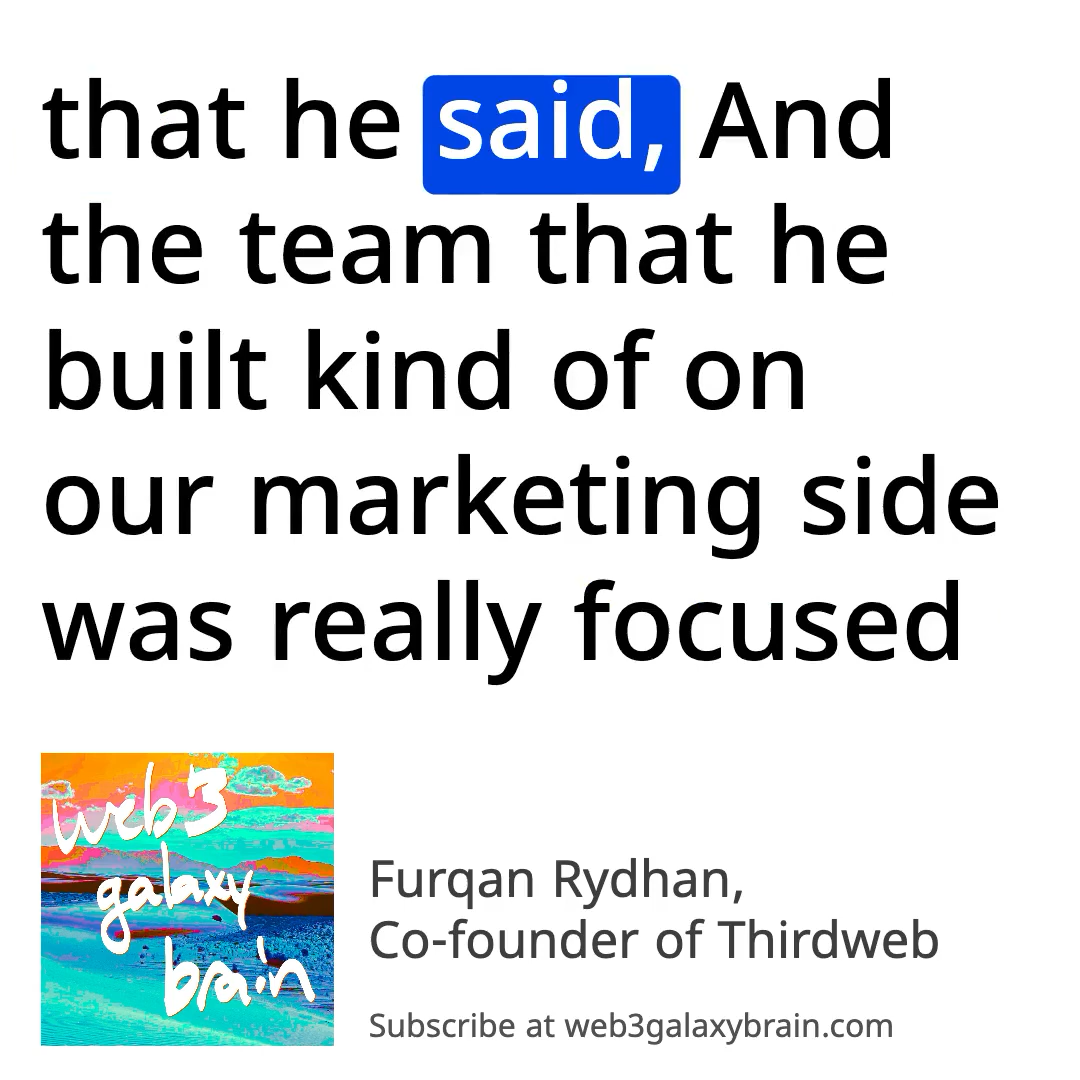 that he said, And
the team that he
built kind of on
our marketing side
was really focused
web3
galaxy
brain
Furqan Rydhan,
Co-founder of Thirdweb
Subscribe at web3galaxybrain.com